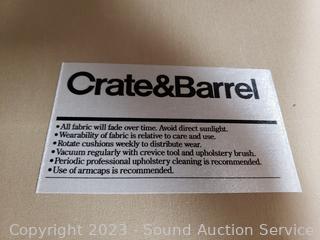 Crate&Barrel
• All fabric will fade over time. Avoid direct sunlight.
• Wearability of fabric is relative to care and use.
• Rotate cushions weekly to distribute wear.
• Vacuum regularly with crevice tool and upholstery brush.
• Periodic professional upholstery cleaning is recommended.
• Use of armcaps is recommended.
Copyright 2023 - Sound Auction Service